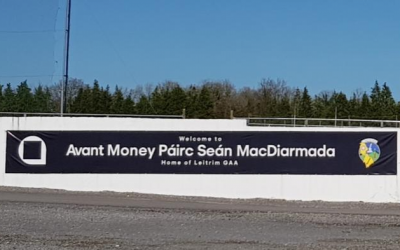 Welcome to
Avant Money Páirc Seán MacDiarmada
Home of Leitrim GAA